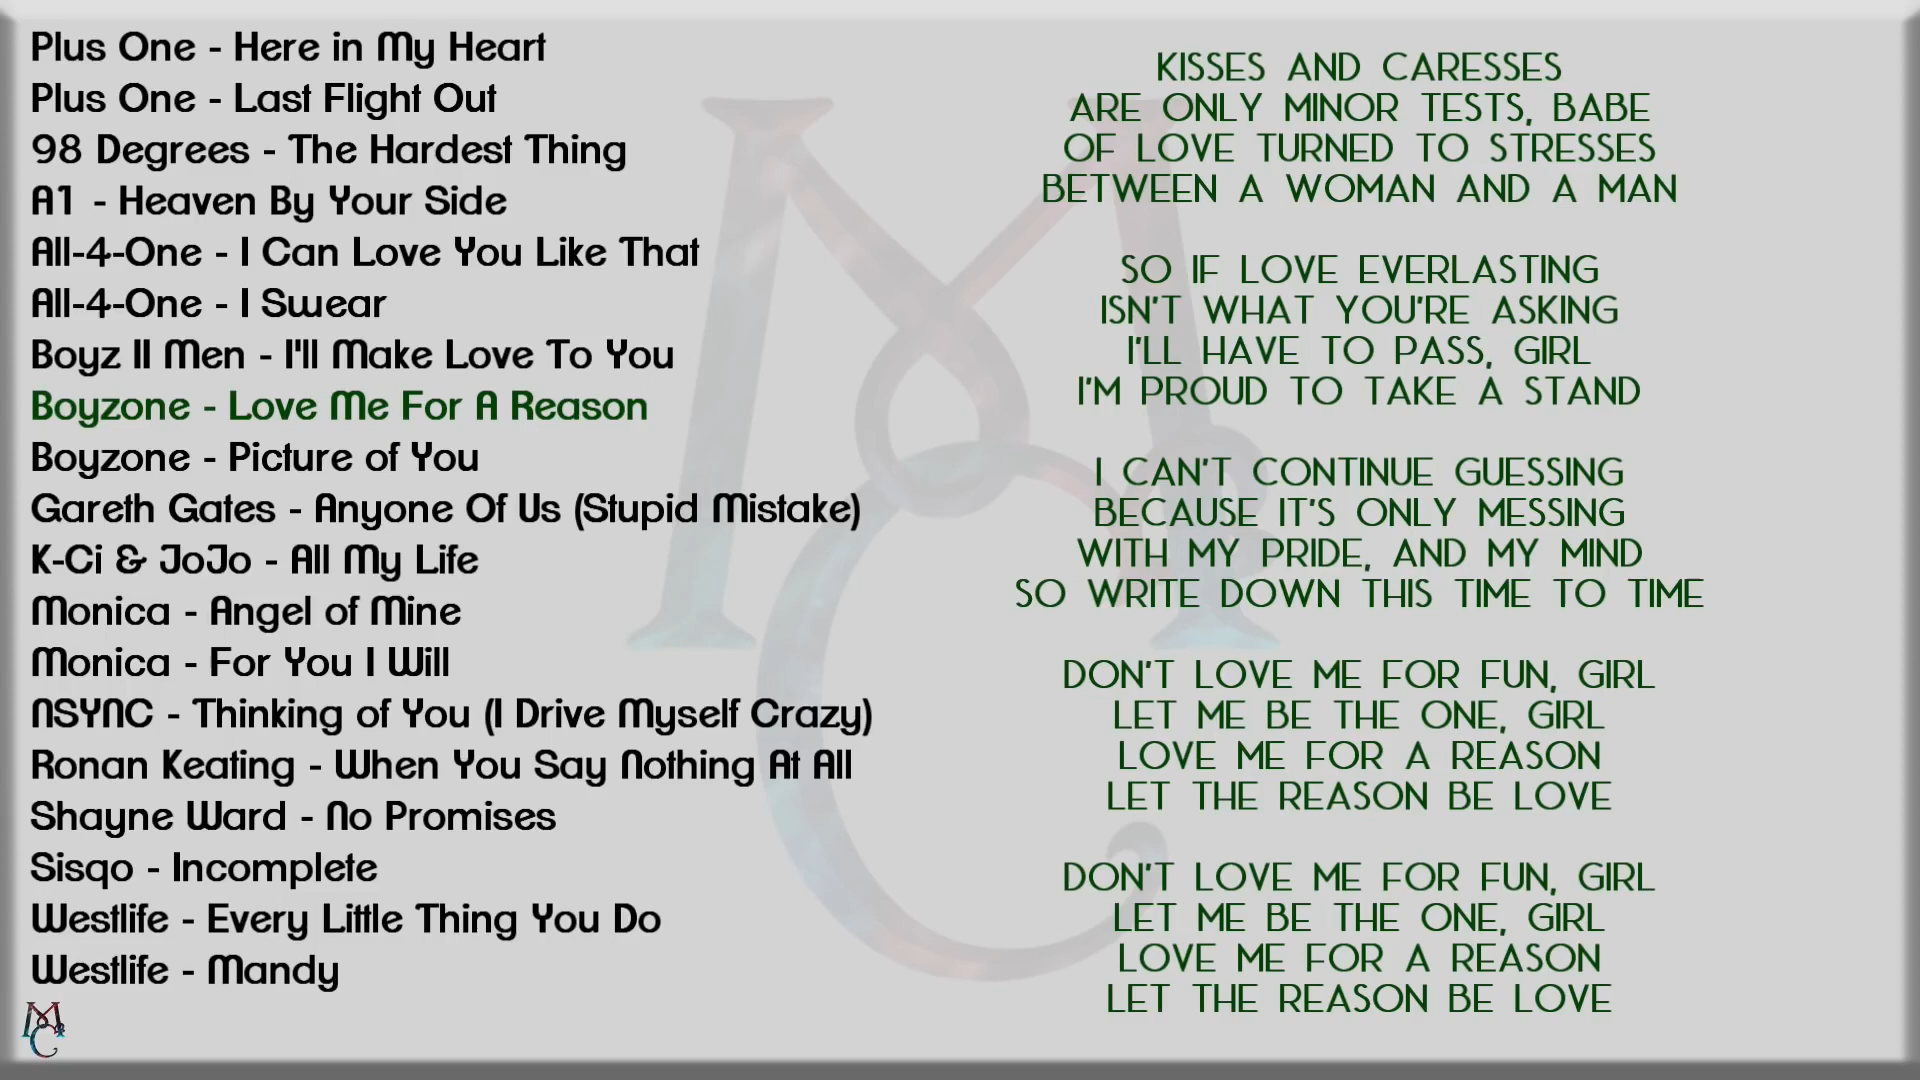 Plus One - Here in My Heart
Plus One - Last Flight Out
98 Degrees - The Hardest Thing
A1 - Heaven By Your Side
All-4-One - I Can Love You Like That
All-4-One - I Swear
Boyz II Men - I'll Make Love To You
Boyzone - Love Me For A Reason
Boyzone - Picture of You
Gareth Gates - Anyone Of Us (Stupid Mistake)
K-Ci & JoJo - All My Life
Monica - Angel of Mine
Monica - For You I Will
NSYNC - Thinking of You (I Drive Myself Crazy)
Ronan Keating - When You Say Nothing At All
Shayne Ward - No Promises
Sisqo - Incomplete
Westlife - Every Little Thing You Do
Westlife - Mandy
KISSES AND CARESSES
ARE ONLY MINOR TESTS, BABE
OF LOVE TURNED TO STRESSES
BETWEEN A WOMAN AND A MAN
SO IF LOVE EVERLASTING
ISN'T WHAT YOU'RE ASKING
I'LL HAVE TO PASS, GIRL
I'M PROUD TO TAKE A STAND
I CAN'T CONTINUE GUESSING
BECAUSE IT'S ONLY MESSING
WITH MY PRIDE, AND MY MIND
SO WRITE DOWN THIS TIME TO TIME
DON'T LOVE ME FOR FUN, GIRL
LET ME BE THE ONE, GIRL
LOVE ME FOR A REASON
LET THE REASON BE LOVE
DON'T LOVE ME FOR FUN, GIRL
LET ME BE THE ONE, GIRL
LOVE ME FOR A REASON
LET THE REASON BE LOVE